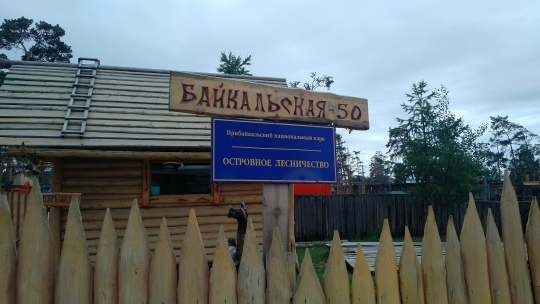 БАЙКАЛЬСКАЯ-50
Прибайкальский национальный парк
ОСТРОВНОЕ ЛЕСНИЧЕСТВО